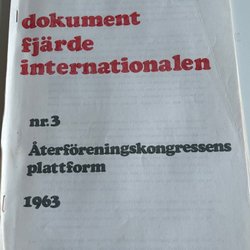 dokument
fjärde
internationalen
nr.3
Återföreningskongressens
plattform
1963